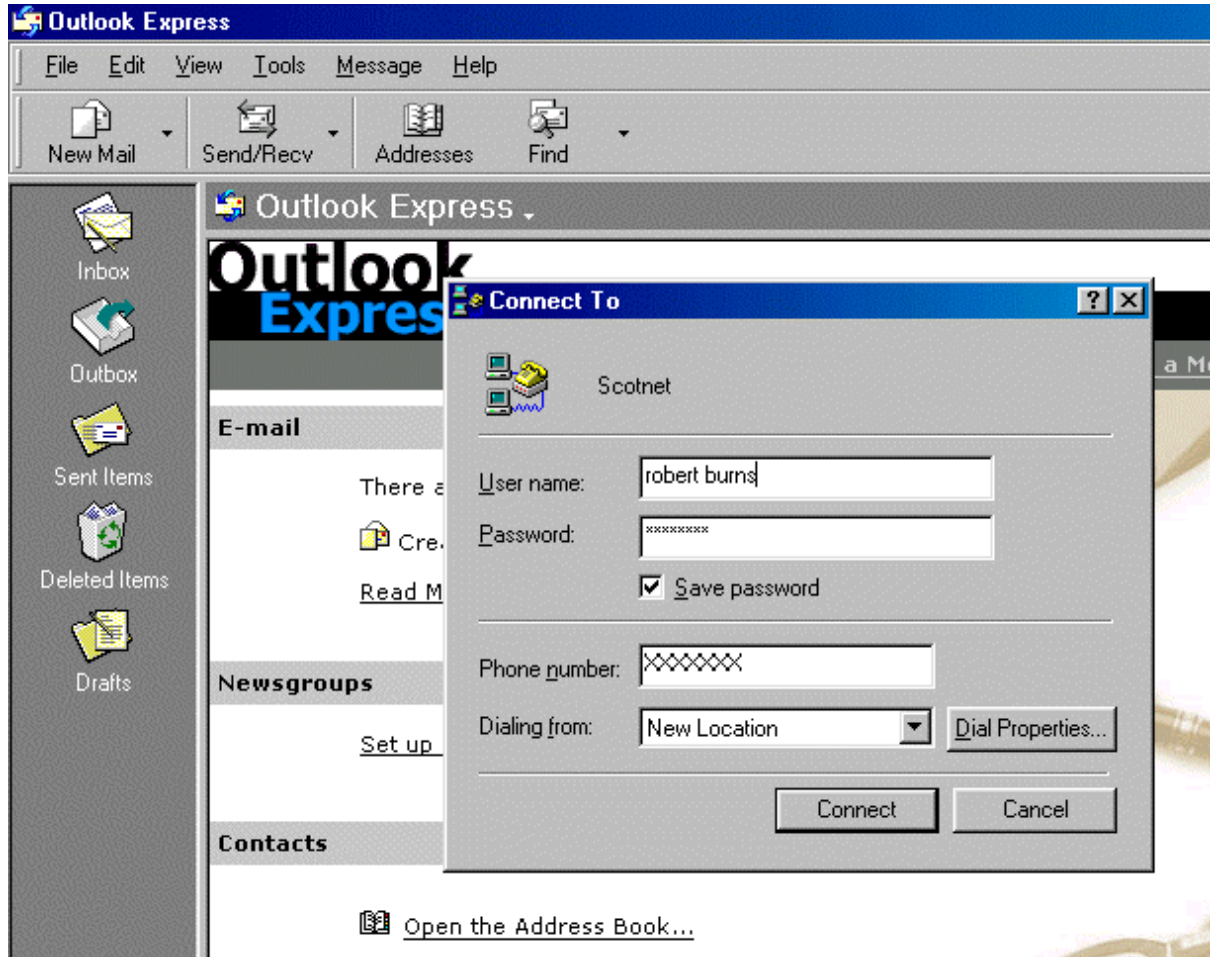 Outlook Express
File Edit View Tools Message Help
New Mail Send/Recv Addresses Find
Outlook Express
Inbox
Outbox
Sent Items
Deleted Items
Drafts
Outlook
Expres
a M
E-mail
There
Cre
Read M
Newsgroups
Set up
Contacts
Open the Address Book...
Connect To
Scotnet
User name: robert burns
Password: xxxxxxxx
Save password
Phone number: XXXXXXXX
Dialing from: New Location Dial Properties...
Connect Cancel